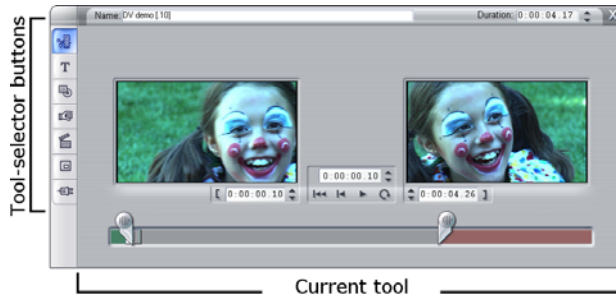 Name: DV demo [.10]
Duration: 0:00:04.17
X
Tool-selector buttons
T
0:00:00.10
[ 0:00:00.10
0:00:04.26 ]
Current tool